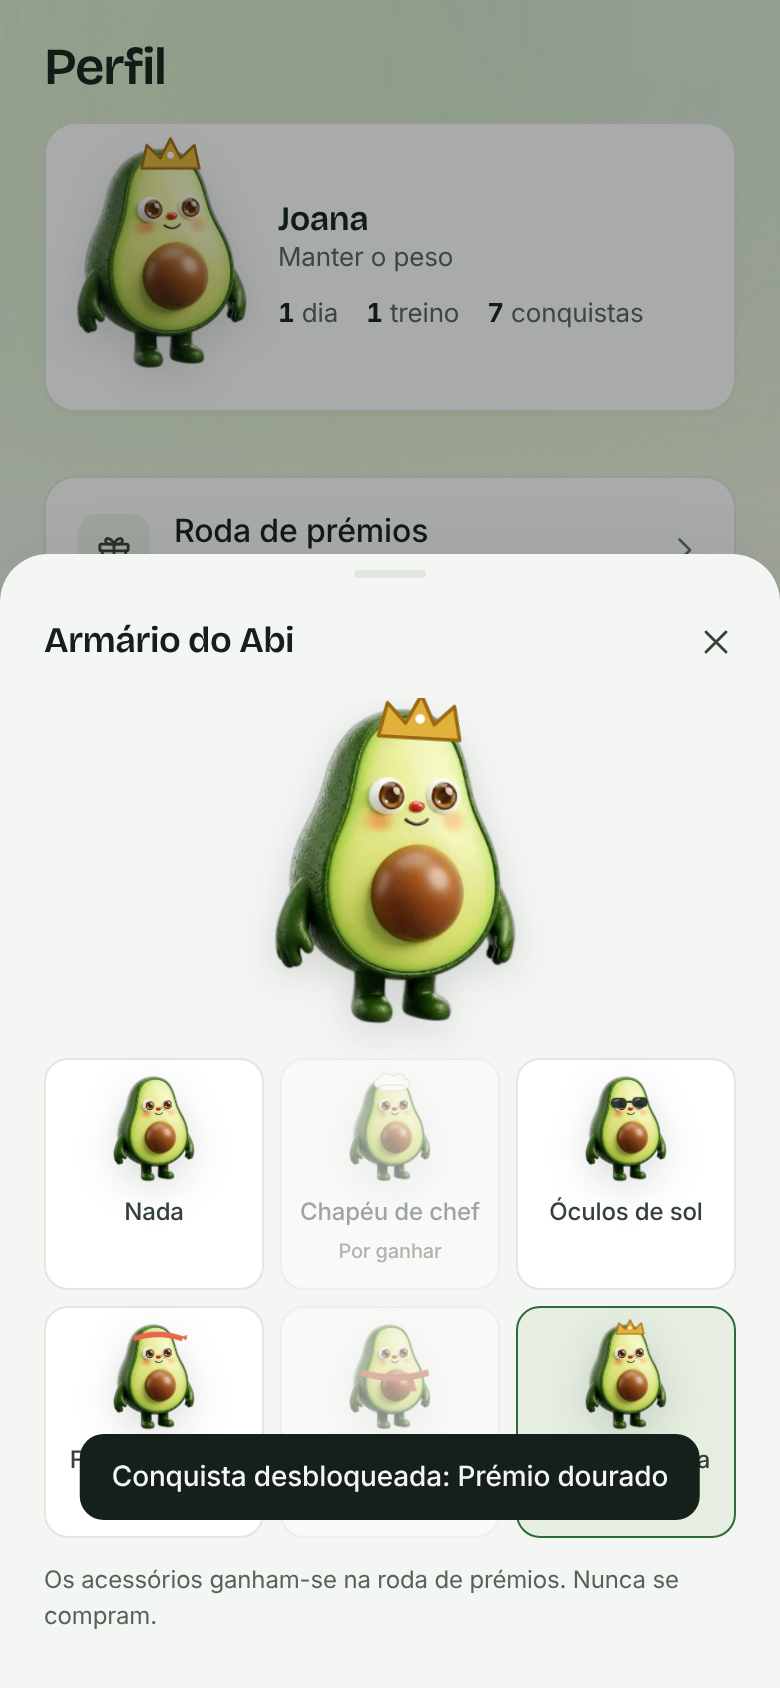 Perfil
Joana
Manter o peso
1 dia 1 treino 7 conquistas
Roda de prémios
Armário do Abi
Nada
Chapéu de chef
Óculos de sol
Por ganhar
Conquista desbloqueada: Prémio dourado
Os acessórios ganham-se na roda de prémios. Nunca se
compram.